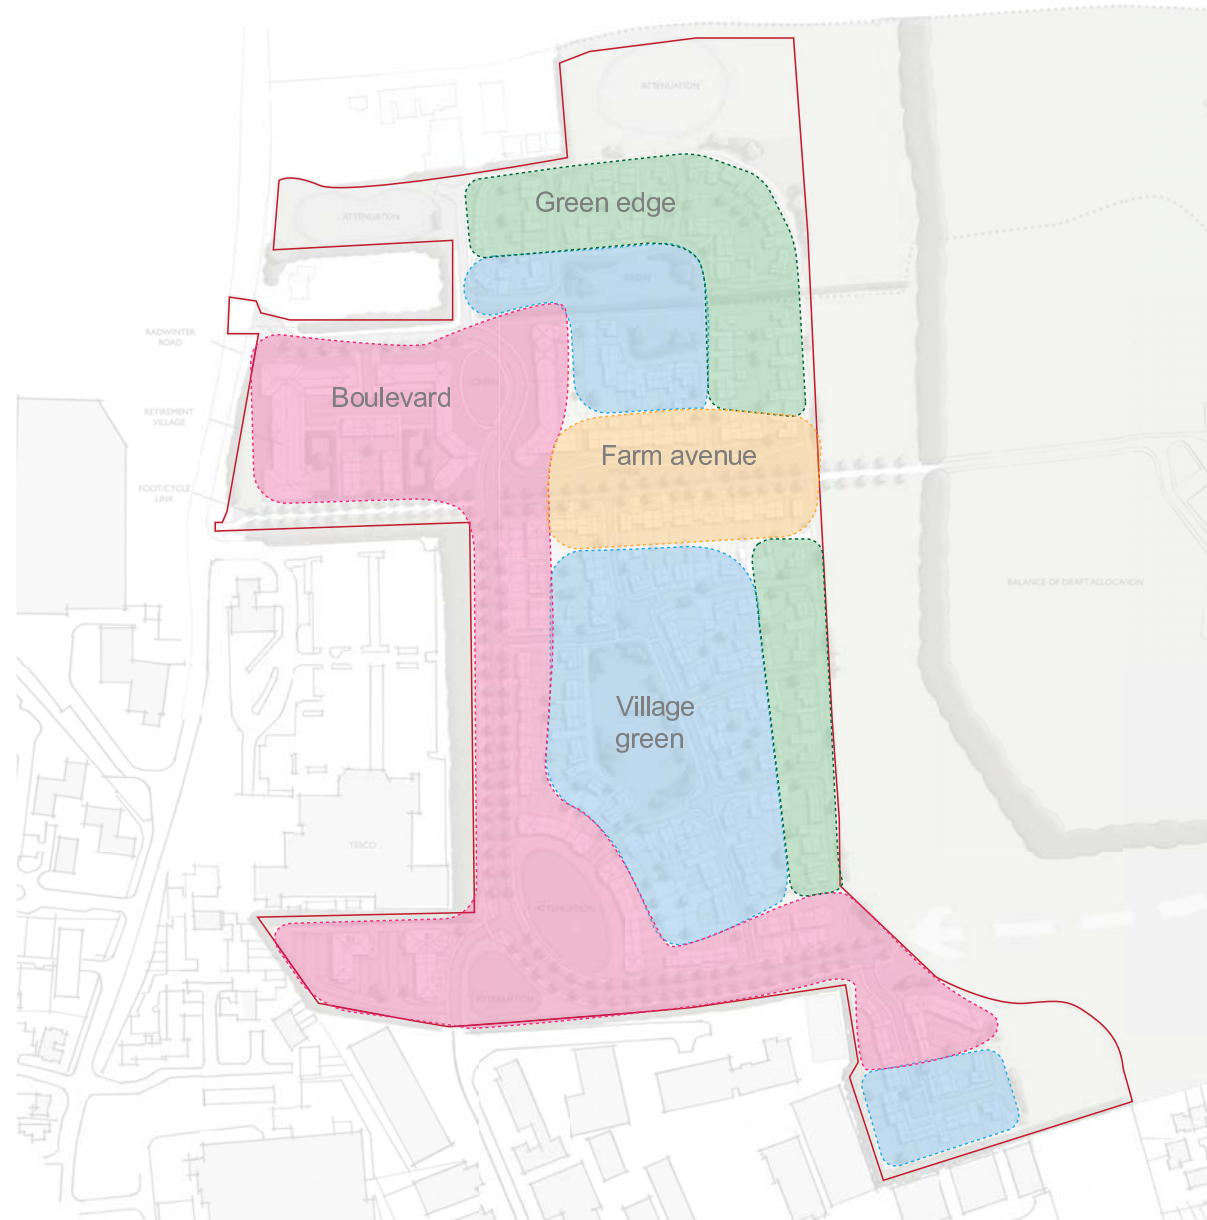 ATTENUATION
Green edge
ATTENUATION
RADWINTER
ROAD
Boulevard
RETIREMENT
VILLAGE
Farm avenue
FOOT/CYCLE
LINK
BALANCE OF DRAFT ALLOCATION
Village
green
TESCO
ATTENUATION
ATTENUATION